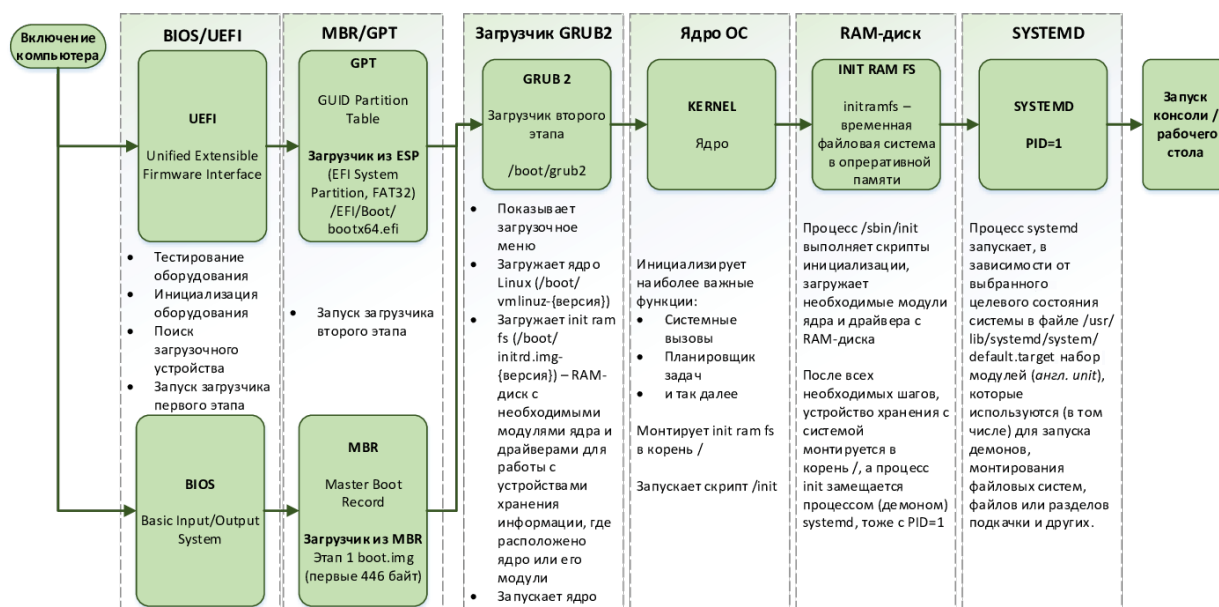 Включение
компьютера
BIOS/UEFI
UEFI
Unified Extensible
Firmware Interface
Тестирование
оборудования
Инициализация
оборудования
Поиск
загрузочного
устройства
Запуск загрузчика
первого этапа
BIOS
Basic Input/Output
System
MBR/GPT
GPT
GUID Partition
Table
Загрузчик из ESP
(EFI System
Partition, FAT32)
/EFI/Boot/
bootx64.efi
Запуск загрузчика
второго этапа
MBR
Master Boot
Record
Загрузчик из MBR
Этап 1 boot.img
(первые 446 байт)
Загрузчик GRUB2
GRUB 2
Загрузчик второго
этапа
/boot/grub2
Показывает
загрузочное
меню
Загружает ядро
Linux (/boot/
vmlinuz-{версия})
Загружает init ram
fs (/boot/
initrd.img-
{версия}) – RAM-
диск с
необходимыми
модулями ядра и
драйверами для
работы с
устройствами
хранения
информации, где
расположено
ядро или его
модули
Запускает ядро
Ядро ОС
KERNEL
Ядро
Инициализирует
наиболее важные
функции:
Системные
вызовы
Планировщик
задач
и так далее
Монтирует init ram fs
в корень /
Запускает скрипт /init
RAM-диск
INIT RAM FS
initramfs –
временная
файловая система
в опреративной
памяти
Процесс /sbin/init
выполняет скрипты
инициализации,
загружает
необходимые модули
ядра и драйвера с
RAM-диска
После всех
необходимых шагов,
устройство хранения с
системой
монтируется в
корень /, а процесс
init замещается
процессом (демоном)
systemd, тоже с PID=1
SYSTEMD
SYSTEMD
PID=1
Процесс systemd
запускает, в
зависимости от
выбранного
целевого состояния
системы в файле /usr/
lib/systemd/system/
default.target набор
модулей (англ. unit),
которые
используются (в том
числе) для запуска
демонов,
монтирования
файловых систем,
файлов или разделов
подкачки и других.
Запуск
консоли /
рабочего
стола